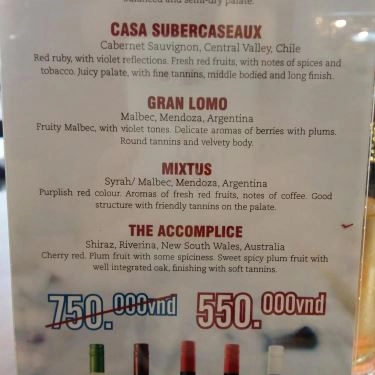 balanced and semi-dry palate.
CASA SUBERCASEAUX
Cabernet Sauvignon, Central Valley, Chile
Red ruby, with violet reflections. Fresh red fruits, with notes of spices and
tobacco. Juicy palate, with fine tannins, middle bodied and long finish.
GRAN LOMO
Malbec, Mendoza, Argentina
Fruity Malbec, with violet tones. Delicate aromas of berries with plums.
Round tannins and velvety body.
MIXTUS
Syrah/ Malbec, Mendoza, Argentina
Purplish red colour. Aromas of fresh red fruits, notes of coffee. Good
structure with friendly tannins on the palate.
THE ACCOMPLICE
Shiraz, Riverina, New South Wales, Australia
Cherry red. Plum fruit with some spiciness. Sweet spicy plum fruit with
well integrated oak, finishing with soft tannins.
750.000vnd 550.000vnd